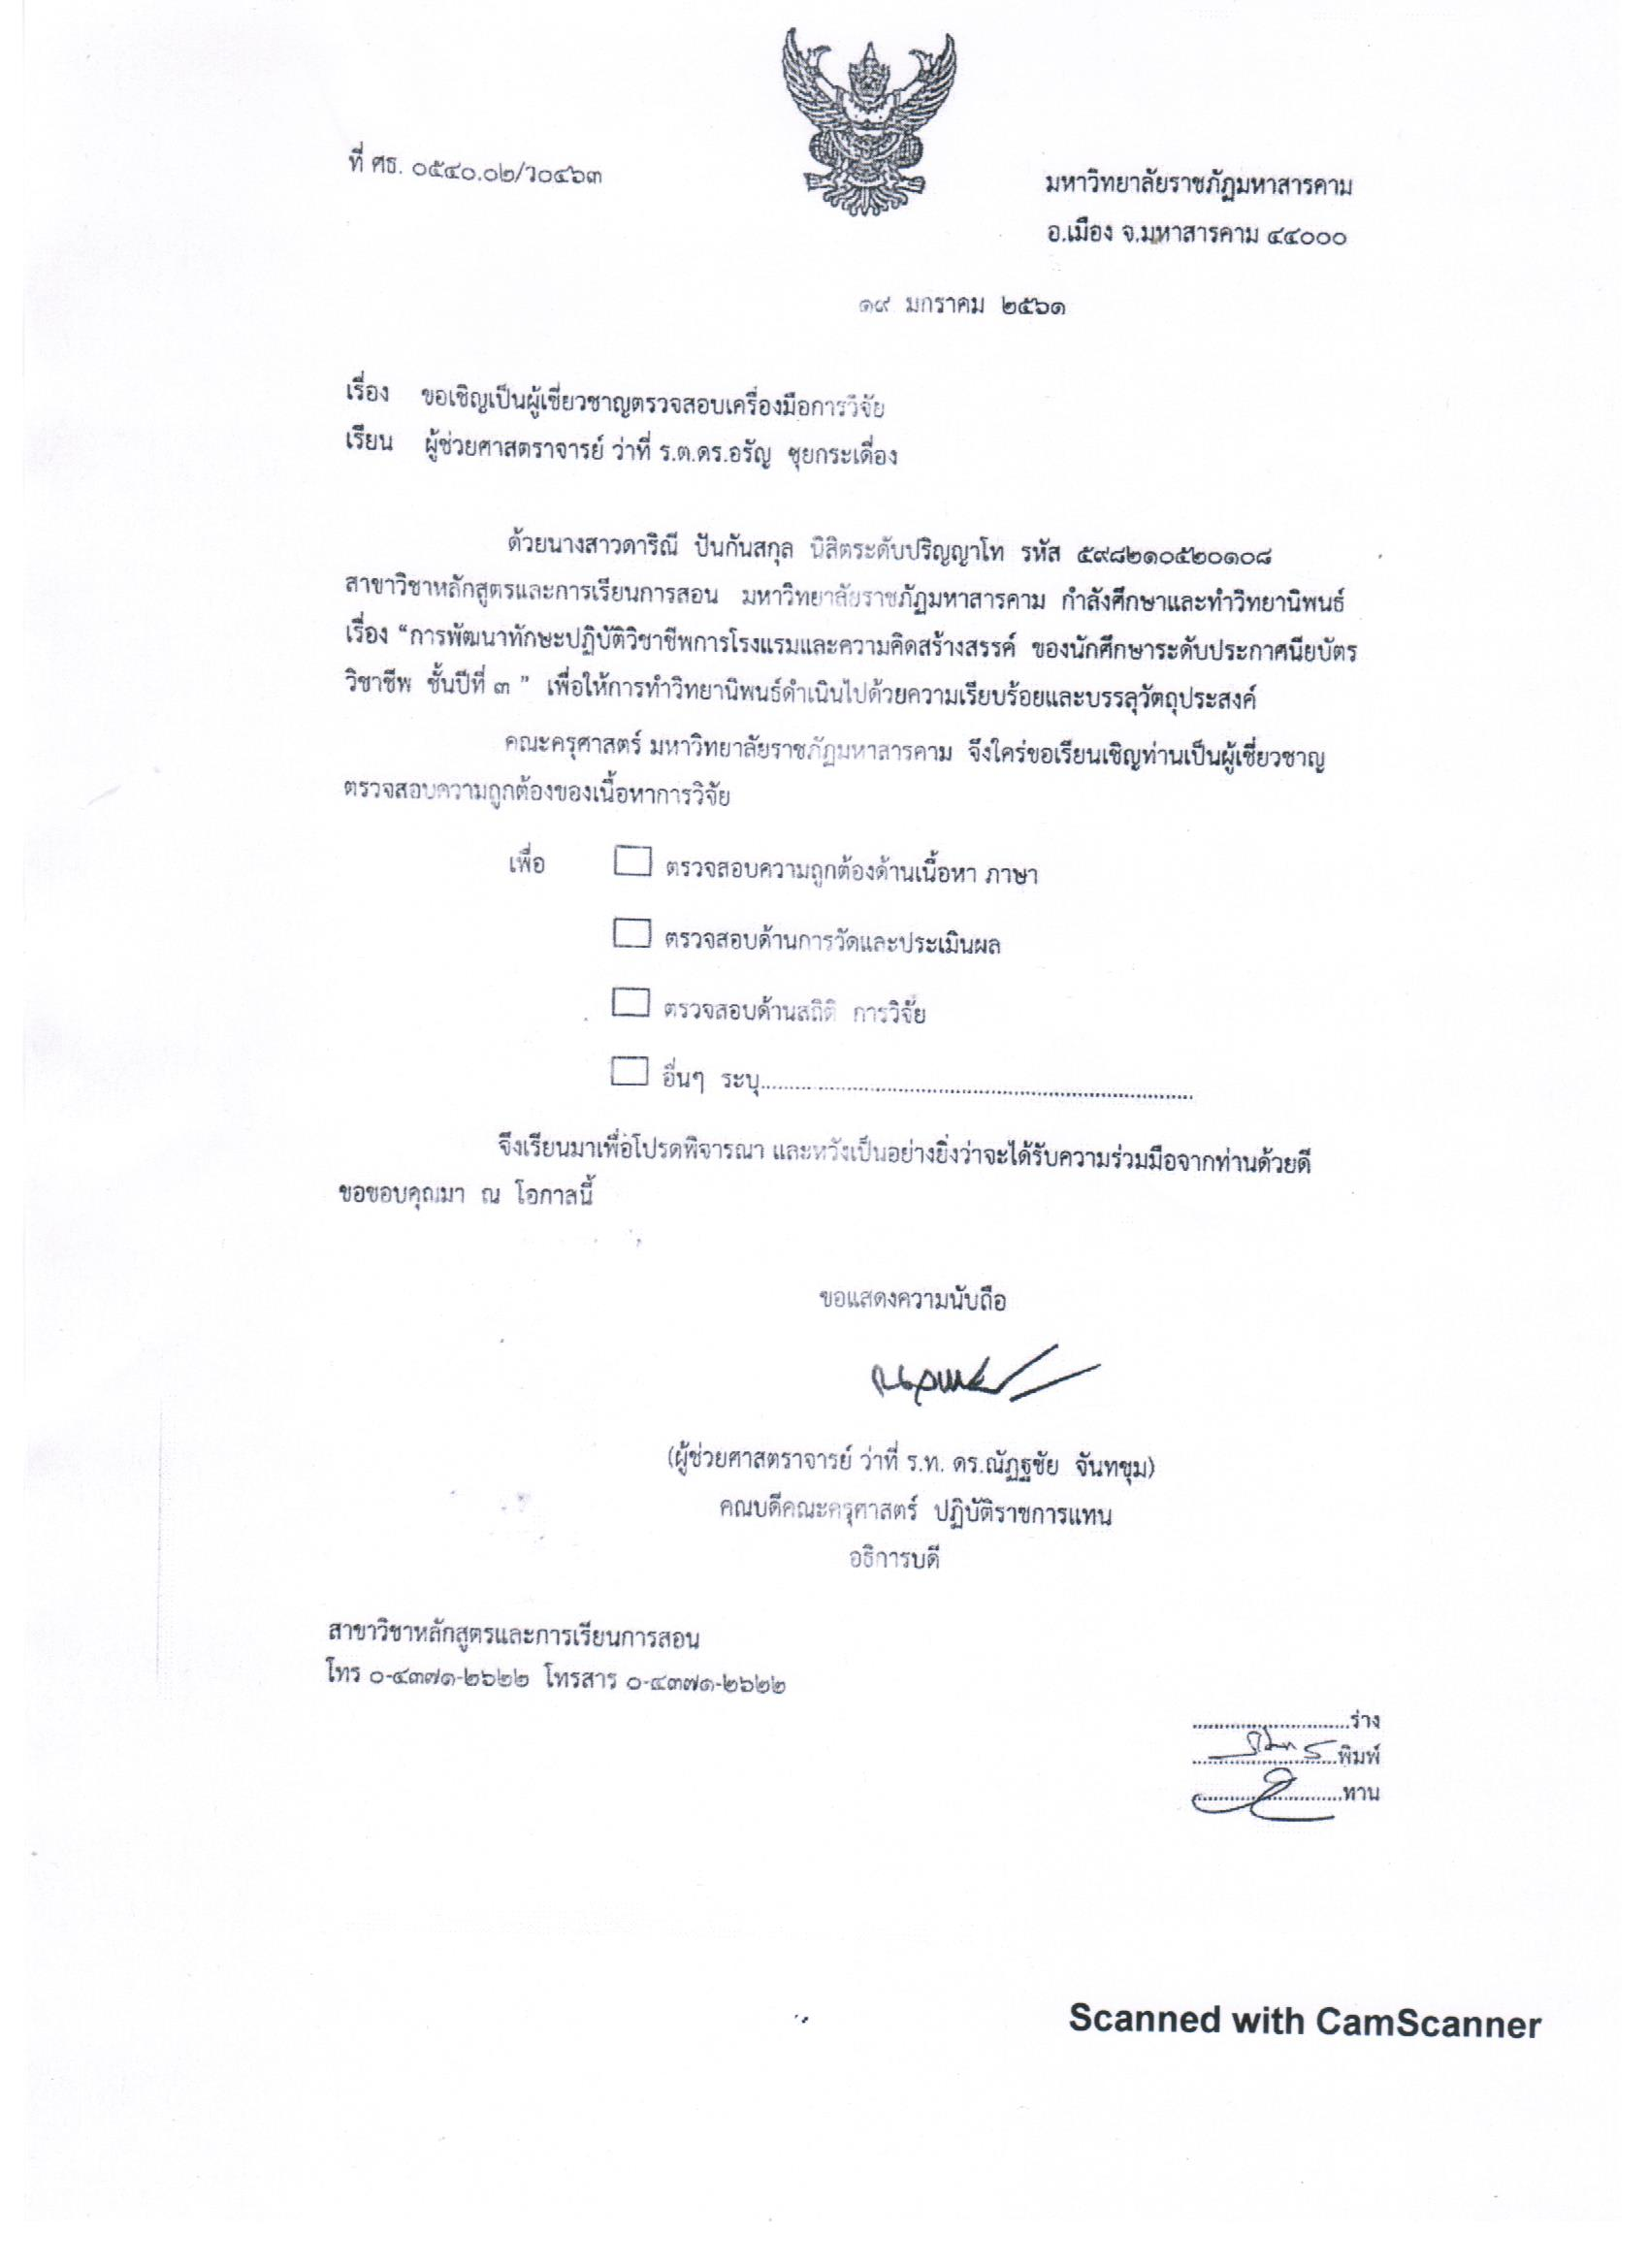 ที่ ศธ. ๐๕๔๐.๐๒/ว๐๔๖๓
มหาวิทยาลัยราชภัฏมหาสารคาม
อ.เมือง จ.มหาสารคาม ๔๔๐๐๐
๑๙ มกราคม ๒๕๖๑
เรื่อง ขอเชิญเป็นผู้เชี่ยวชาญตรวจสอบเครื่องมือการวิจัย
เรียน ผู้ช่วยศาสตราจารย์ ว่าที่ ร.ต.ดร.อรัญ ซุยกระเดื่อง
ด้วยนางสาวดาริณี ปันกันสกุล นิสิตระดับปริญญาโท รหัส ๕๙๘๒๑๐๕๒๐๑๐๘
สาขาวิชาหลักสูตรและการเรียนการสอน มหาวิทยาลัยราชภัฏมหาสารคาม กำลังศึกษาและทำวิทยานิพนธ์
เรื่อง “การพัฒนาทักษะปฏิบัติวิชาชีพการโรงแรมและความคิดสร้างสรรค์ ของนักศึกษาระดับประกาศนียบัตร
วิชาชีพ ชั้นปีที่ ๓ ” เพื่อให้การทำวิทยานิพนธ์ดำเนินไปด้วยความเรียบร้อยและบรรลุวัตถุประสงค์
คณะครุศาสตร์ มหาวิทยาลัยราชภัฏมหาสารคาม จึงใคร่ขอเรียนเชิญท่านเป็นผู้เชี่ยวชาญ
ตรวจสอบความถูกต้องของเนื้อหาการวิจัย
เพื่อ ตรวจสอบความถูกต้องด้านเนื้อหา ภาษา
ตรวจสอบด้านการวัดและประเมินผล
ตรวจสอบด้านสถิติ การวิจัย
อื่นๆ ระบุ..........................................................................
จึงเรียนมาเพื่อโปรดพิจารณา และหวังเป็นอย่างยิ่งว่าจะได้รับความร่วมมือจากท่านด้วยดี
ขอขอบคุณมา ณ โอกาสนี้
ขอแสดงความนับถือ
(ผู้ช่วยศาสตราจารย์ ว่าที่ ร.ท. ดร.ณัฏฐชัย จันทชุม)
คณบดีคณะครุศาสตร์ ปฏิบัติราชการแทน
อธิการบดี
สาขาวิชาหลักสูตรและการเรียนการสอน
โทร ๐-๔๓๗๑-๒๖๒๒ โทรสาร ๐-๔๓๗๑-๒๖๒๒
............................ร่าง
............................พิมพ์
............................ทาน
Scanned with CamScanner